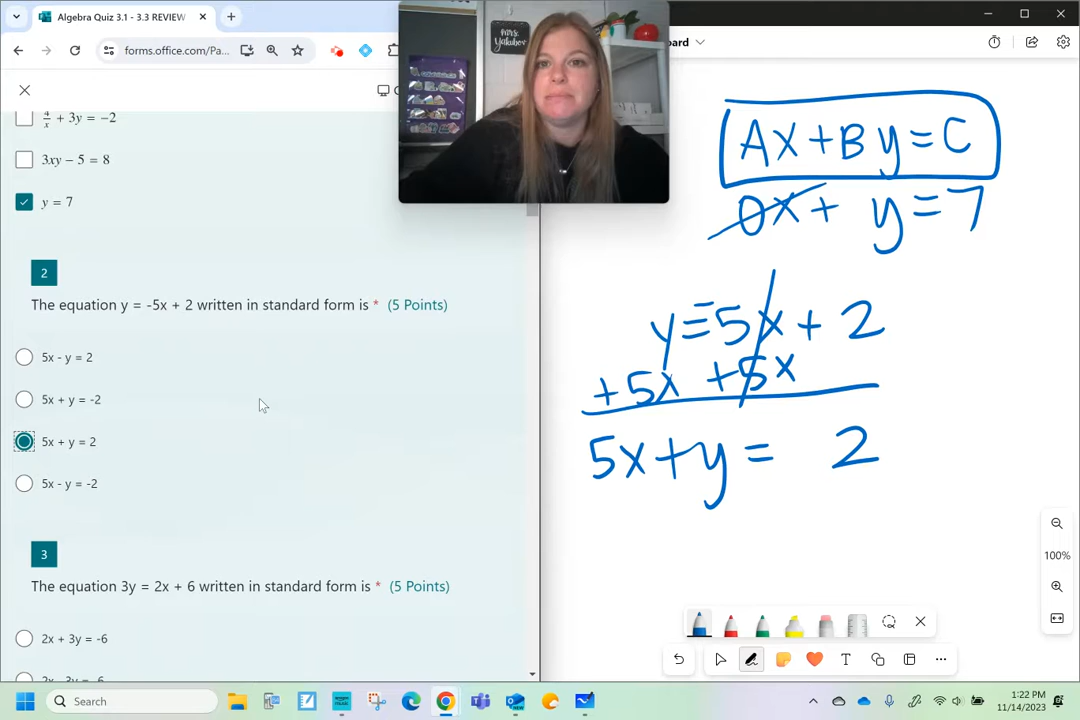 Algebra Quiz 3.1 - 3.3 REVIEW
forms.office.com/Pa...
Mrs.
Yakubov
ard
4/x + 3y = −2
3xy − 5 = 8
y = 7
2
The equation y = -5x + 2 written in standard form is * (5 Points)
5x - y = 2
5x + y = -2
5x + y = 2
5x - y = -2
3
The equation 3y = 2x + 6 written in standard form is * (5 Points)
2x + 3y = -6
Ax+By=C
0x+ y=7
y=-5x+2
+5x +5x
5x+y= 2
100%
Search
1:22 PM
11/14/2023